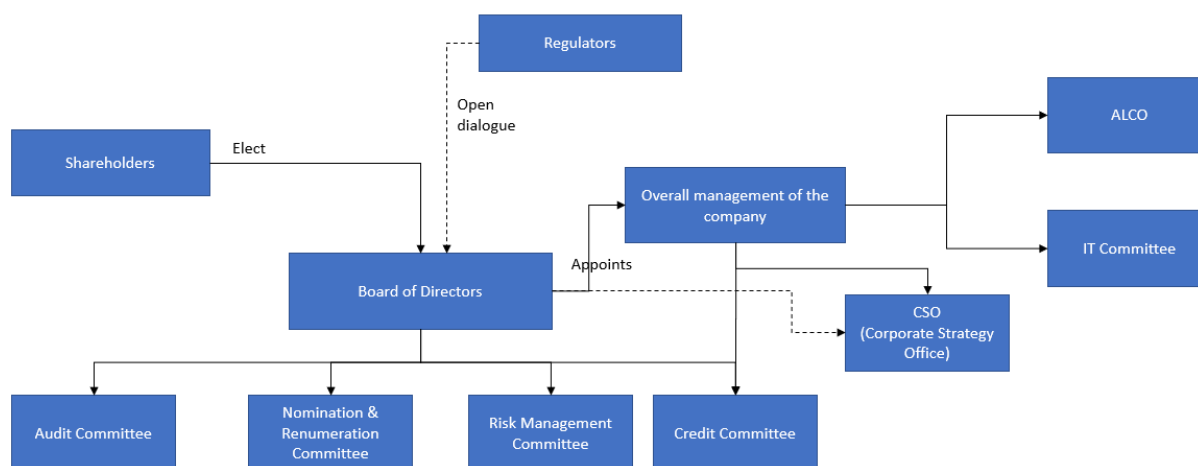 Regulators
Open
dialogue
ALCO
Shareholders
Elect
Overall management of the
company
IT Committee
Appoints
Board of Directors
CSO
(Corporate Strategy
Office)
Audit Committee
Nomination &
Renumeration
Committee
Risk Management
Committee
Credit Committee